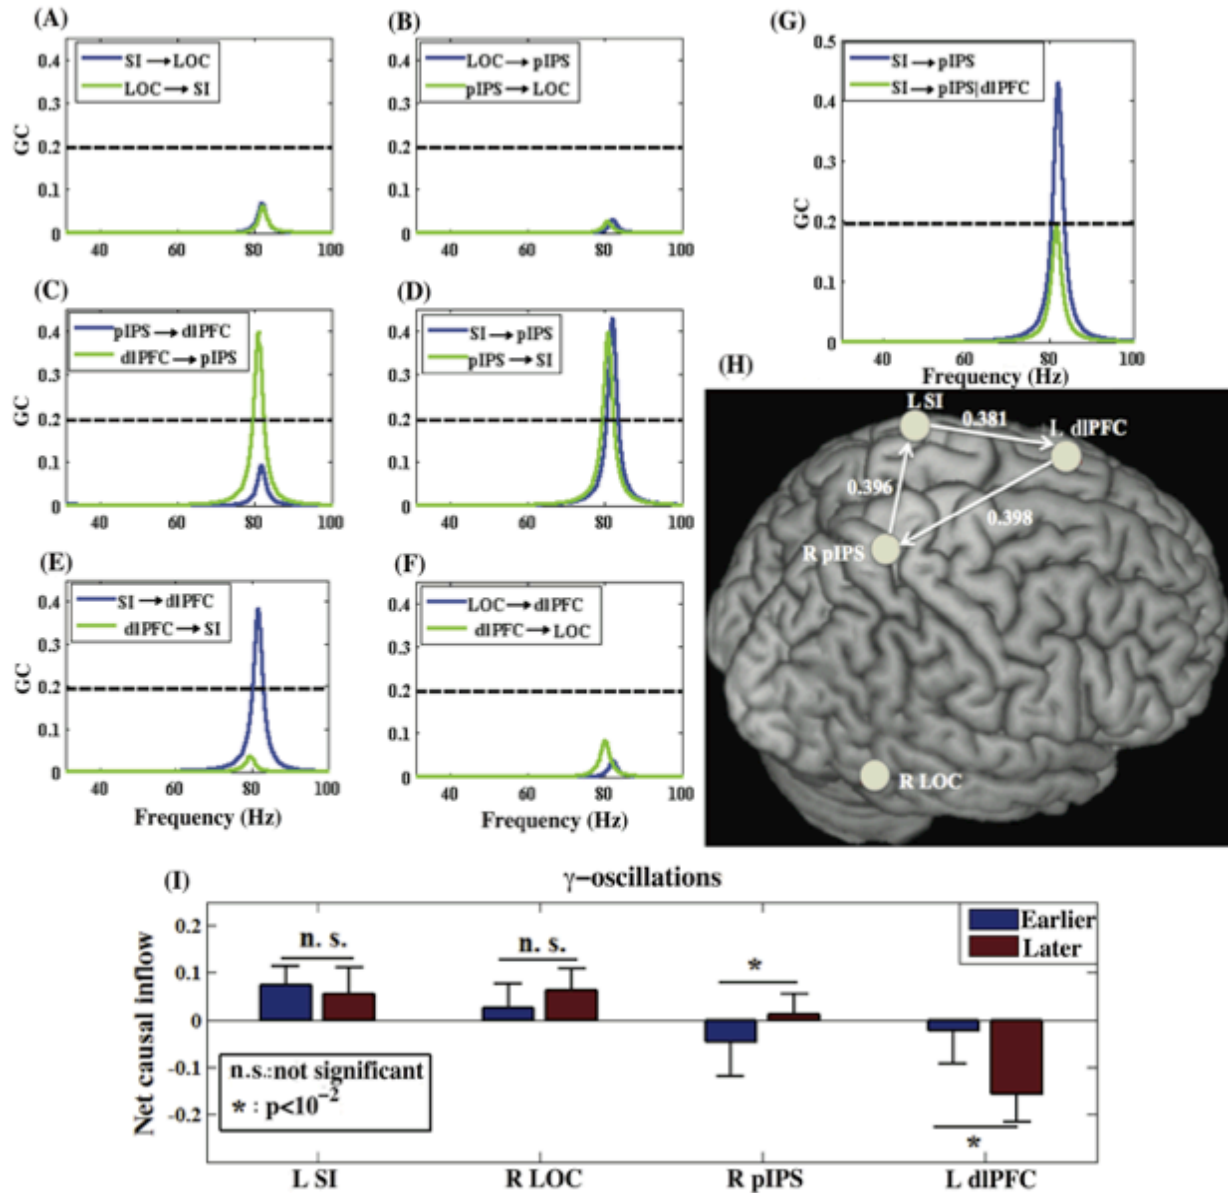 (A)
SI → LOC
LOC → SI
GC
0.4
0.3
0.2
0.1
0
40
60
80
100
(B)
LOC → pIPS
pIPS → LOC
0.4
0.3
0.2
0.1
0
40
60
80
100
(C)
pIPS → dlPFC
dlPFC → pIPS
GC
0.4
0.3
0.2
0.1
0
40
60
80
100
(D)
SI → pIPS
pIPS → SI
0.4
0.3
0.2
0.1
0
40
60
80
100
(E)
SI → dlPFC
dlPFC → SI
GC
0.4
0.3
0.2
0.1
0
40
60
80
100
Frequency (Hz)
(F)
LOC → dlPFC
dlPFC → LOC
0.4
0.3
0.2
0.1
0
40
60
80
100
Frequency (Hz)
(G)
SI → pIPS
SI → pIPS|dlPFC
GC
0.5
0.4
0.3
0.2
0.1
0
40
60
80
100
Frequency (Hz)
(H)
L SI
0.381
L dlPFC
0.396
0.398
R pIPS
R LOC
(I)
γ-oscillations
Earlier
Later
Net causal inflow
0.2
0.1
0
-0.1
-0.2
n. s.
n. s.
*
*
n.s.:not significant
* : p<10⁻²
L SI
R LOC
R pIPS
L dlPFC